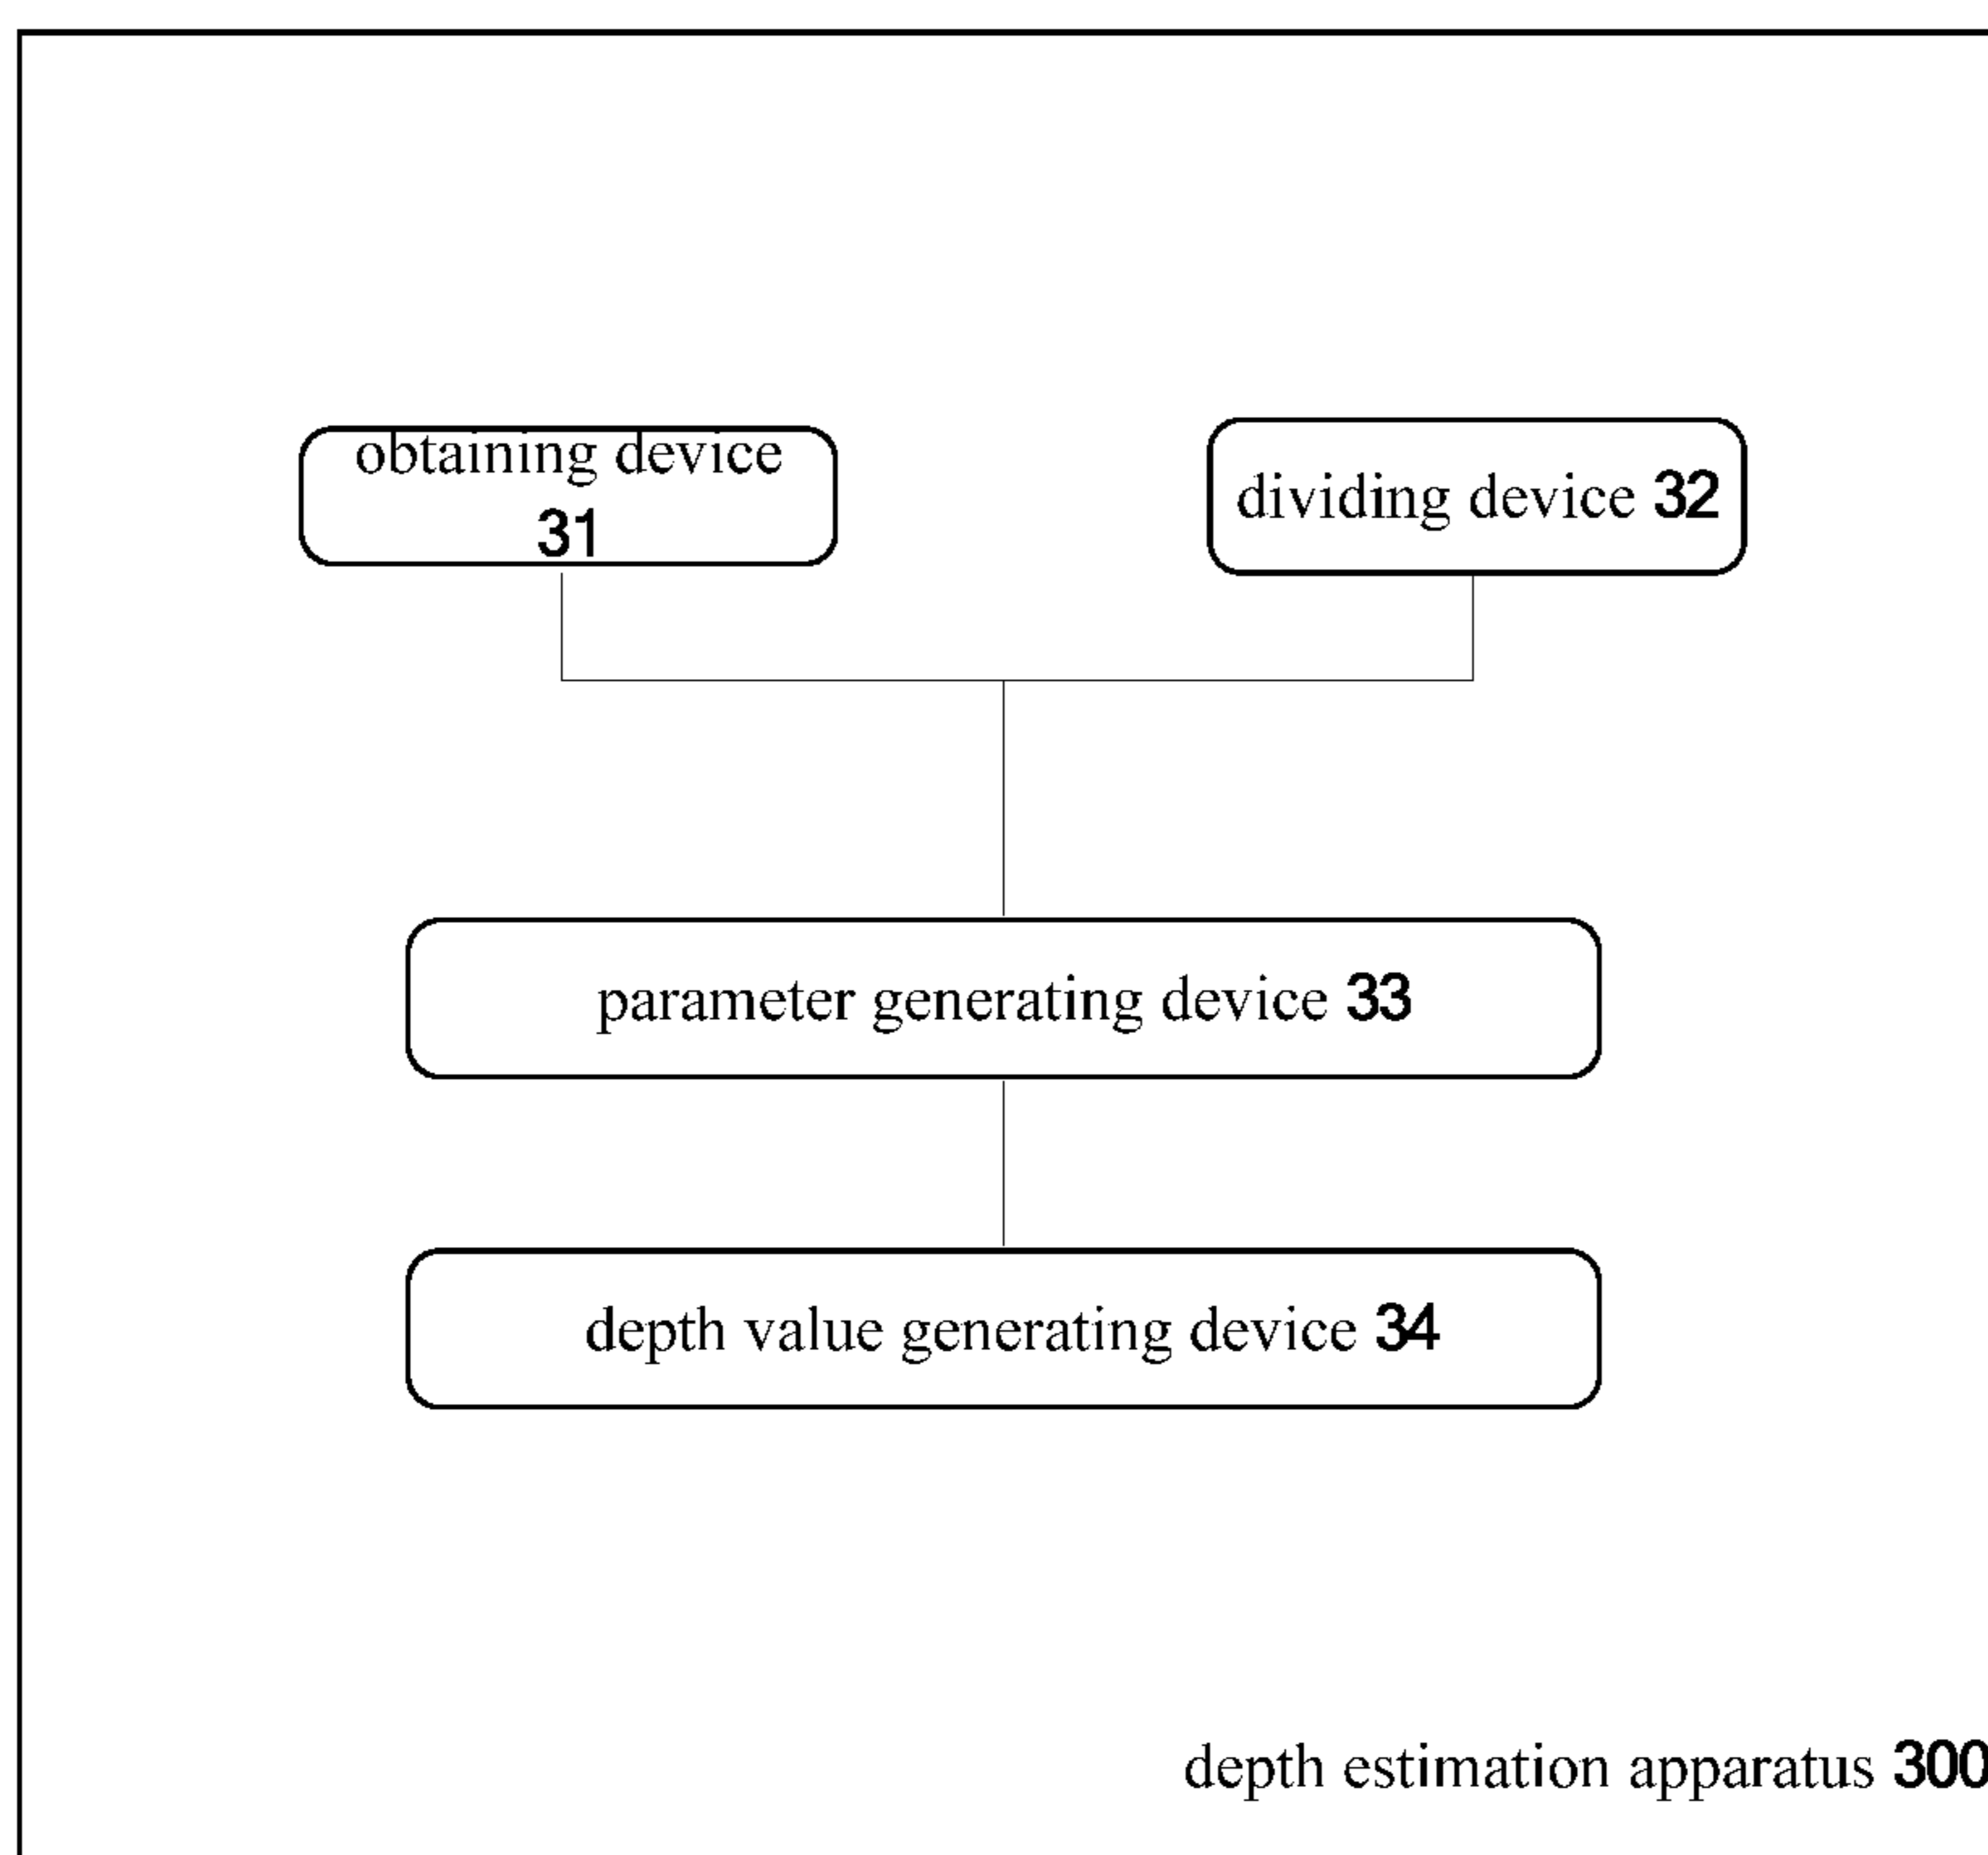 obtaining device
31
dividing device 32
parameter generating device 33
depth value generating device 34
depth estimation apparatus 300